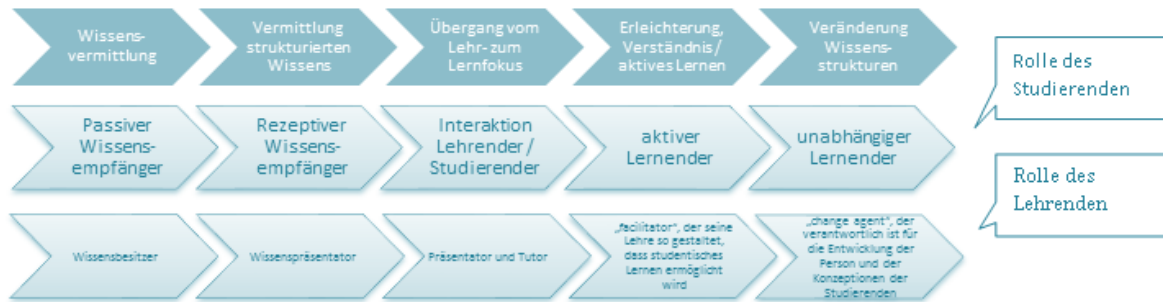 Wissens-
vermittlung
Vermittlung
strukturierten
Wissens
Übergang vom
Lehr- zum
Lernfokus
Erleichterung,
Verständnis /
aktives Lernen
Veränderung
Wissens-
strukturen
Rolle des
Studierenden
Passiver
Wissens-
empfänger
Rezeptiver
Wissens-
empfänger
Interaktion
Lehrender /
Studierender
aktiver
Lernender
unabhängiger
Lernender
Rolle des
Lehrenden
Wissensbesitzer
Wissenspräsentator
Präsentator und Tutor
„facilitator“, der seine
Lehre so gestaltet,
dass studentisches
Lernen ermöglicht
wird
„change agent“, der
verantwortlich ist für
die Entwicklung der
Person und der
Konzeptionen der
Studierenden